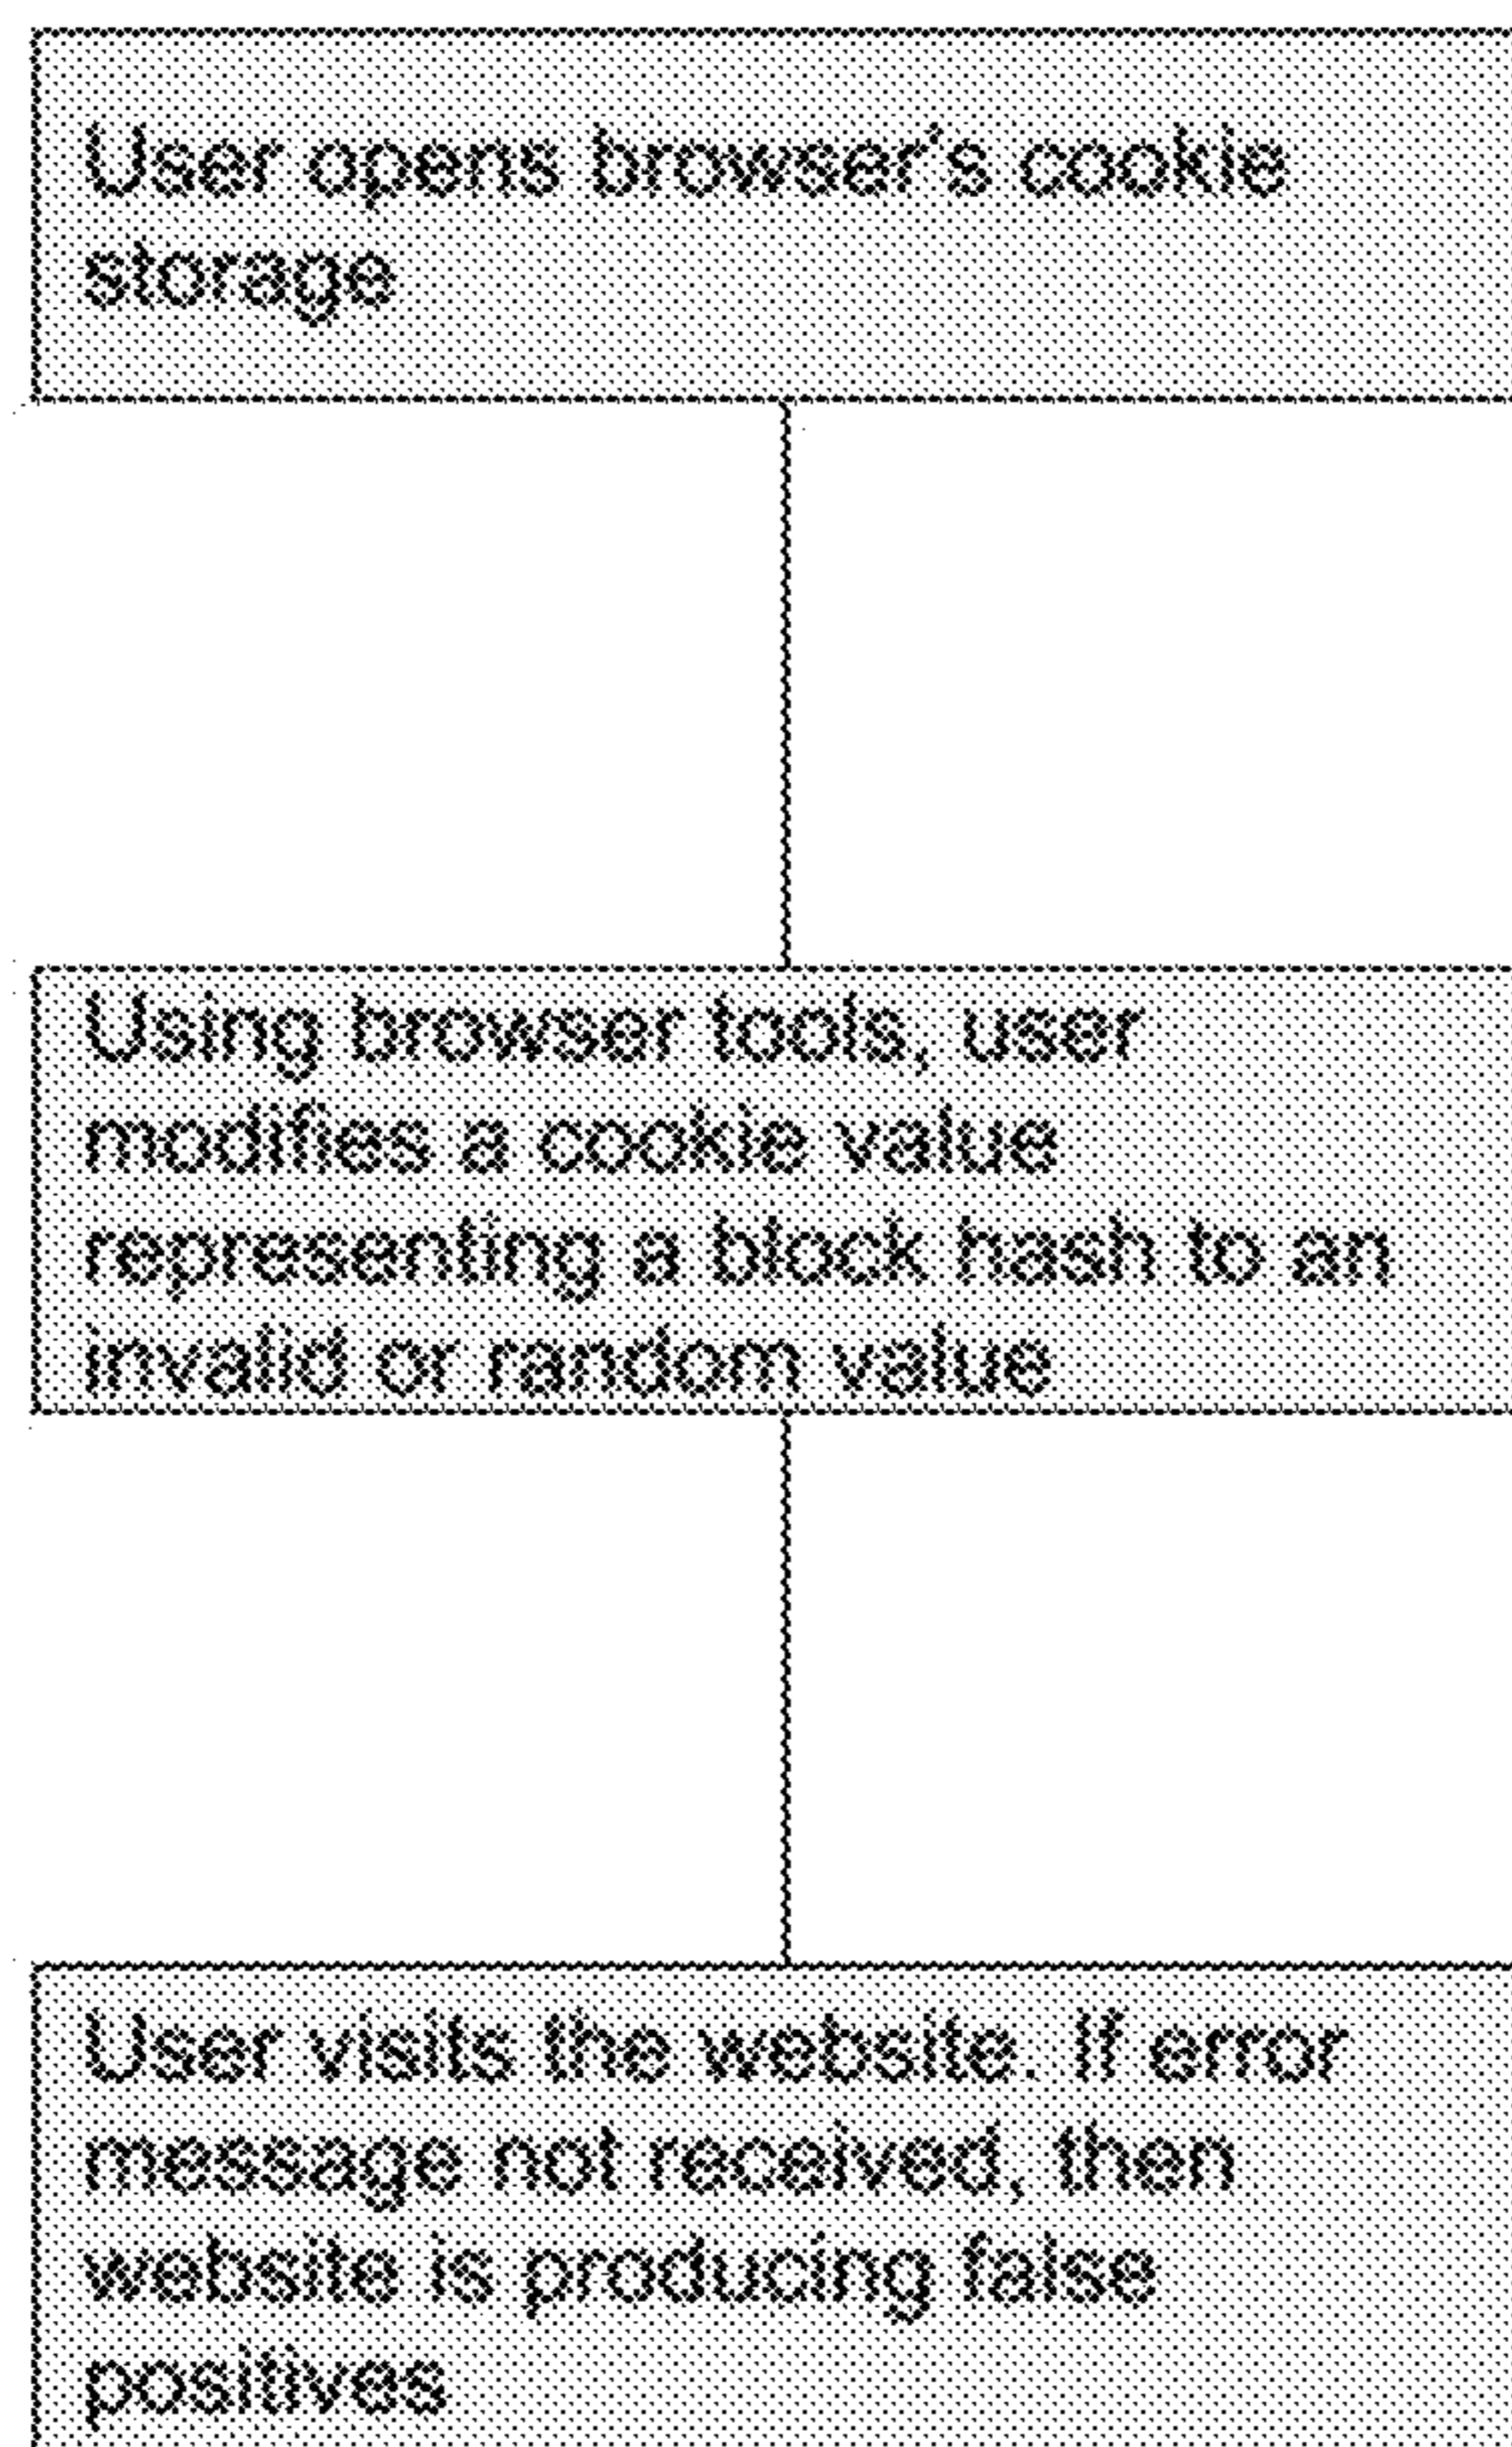 User opens browser's cookie
storage
Using browser tools, user
modifies a cookie value
representing a block hash to an
invalid or random value
User visits the website. If error
message not received, then
website is producing false
positives